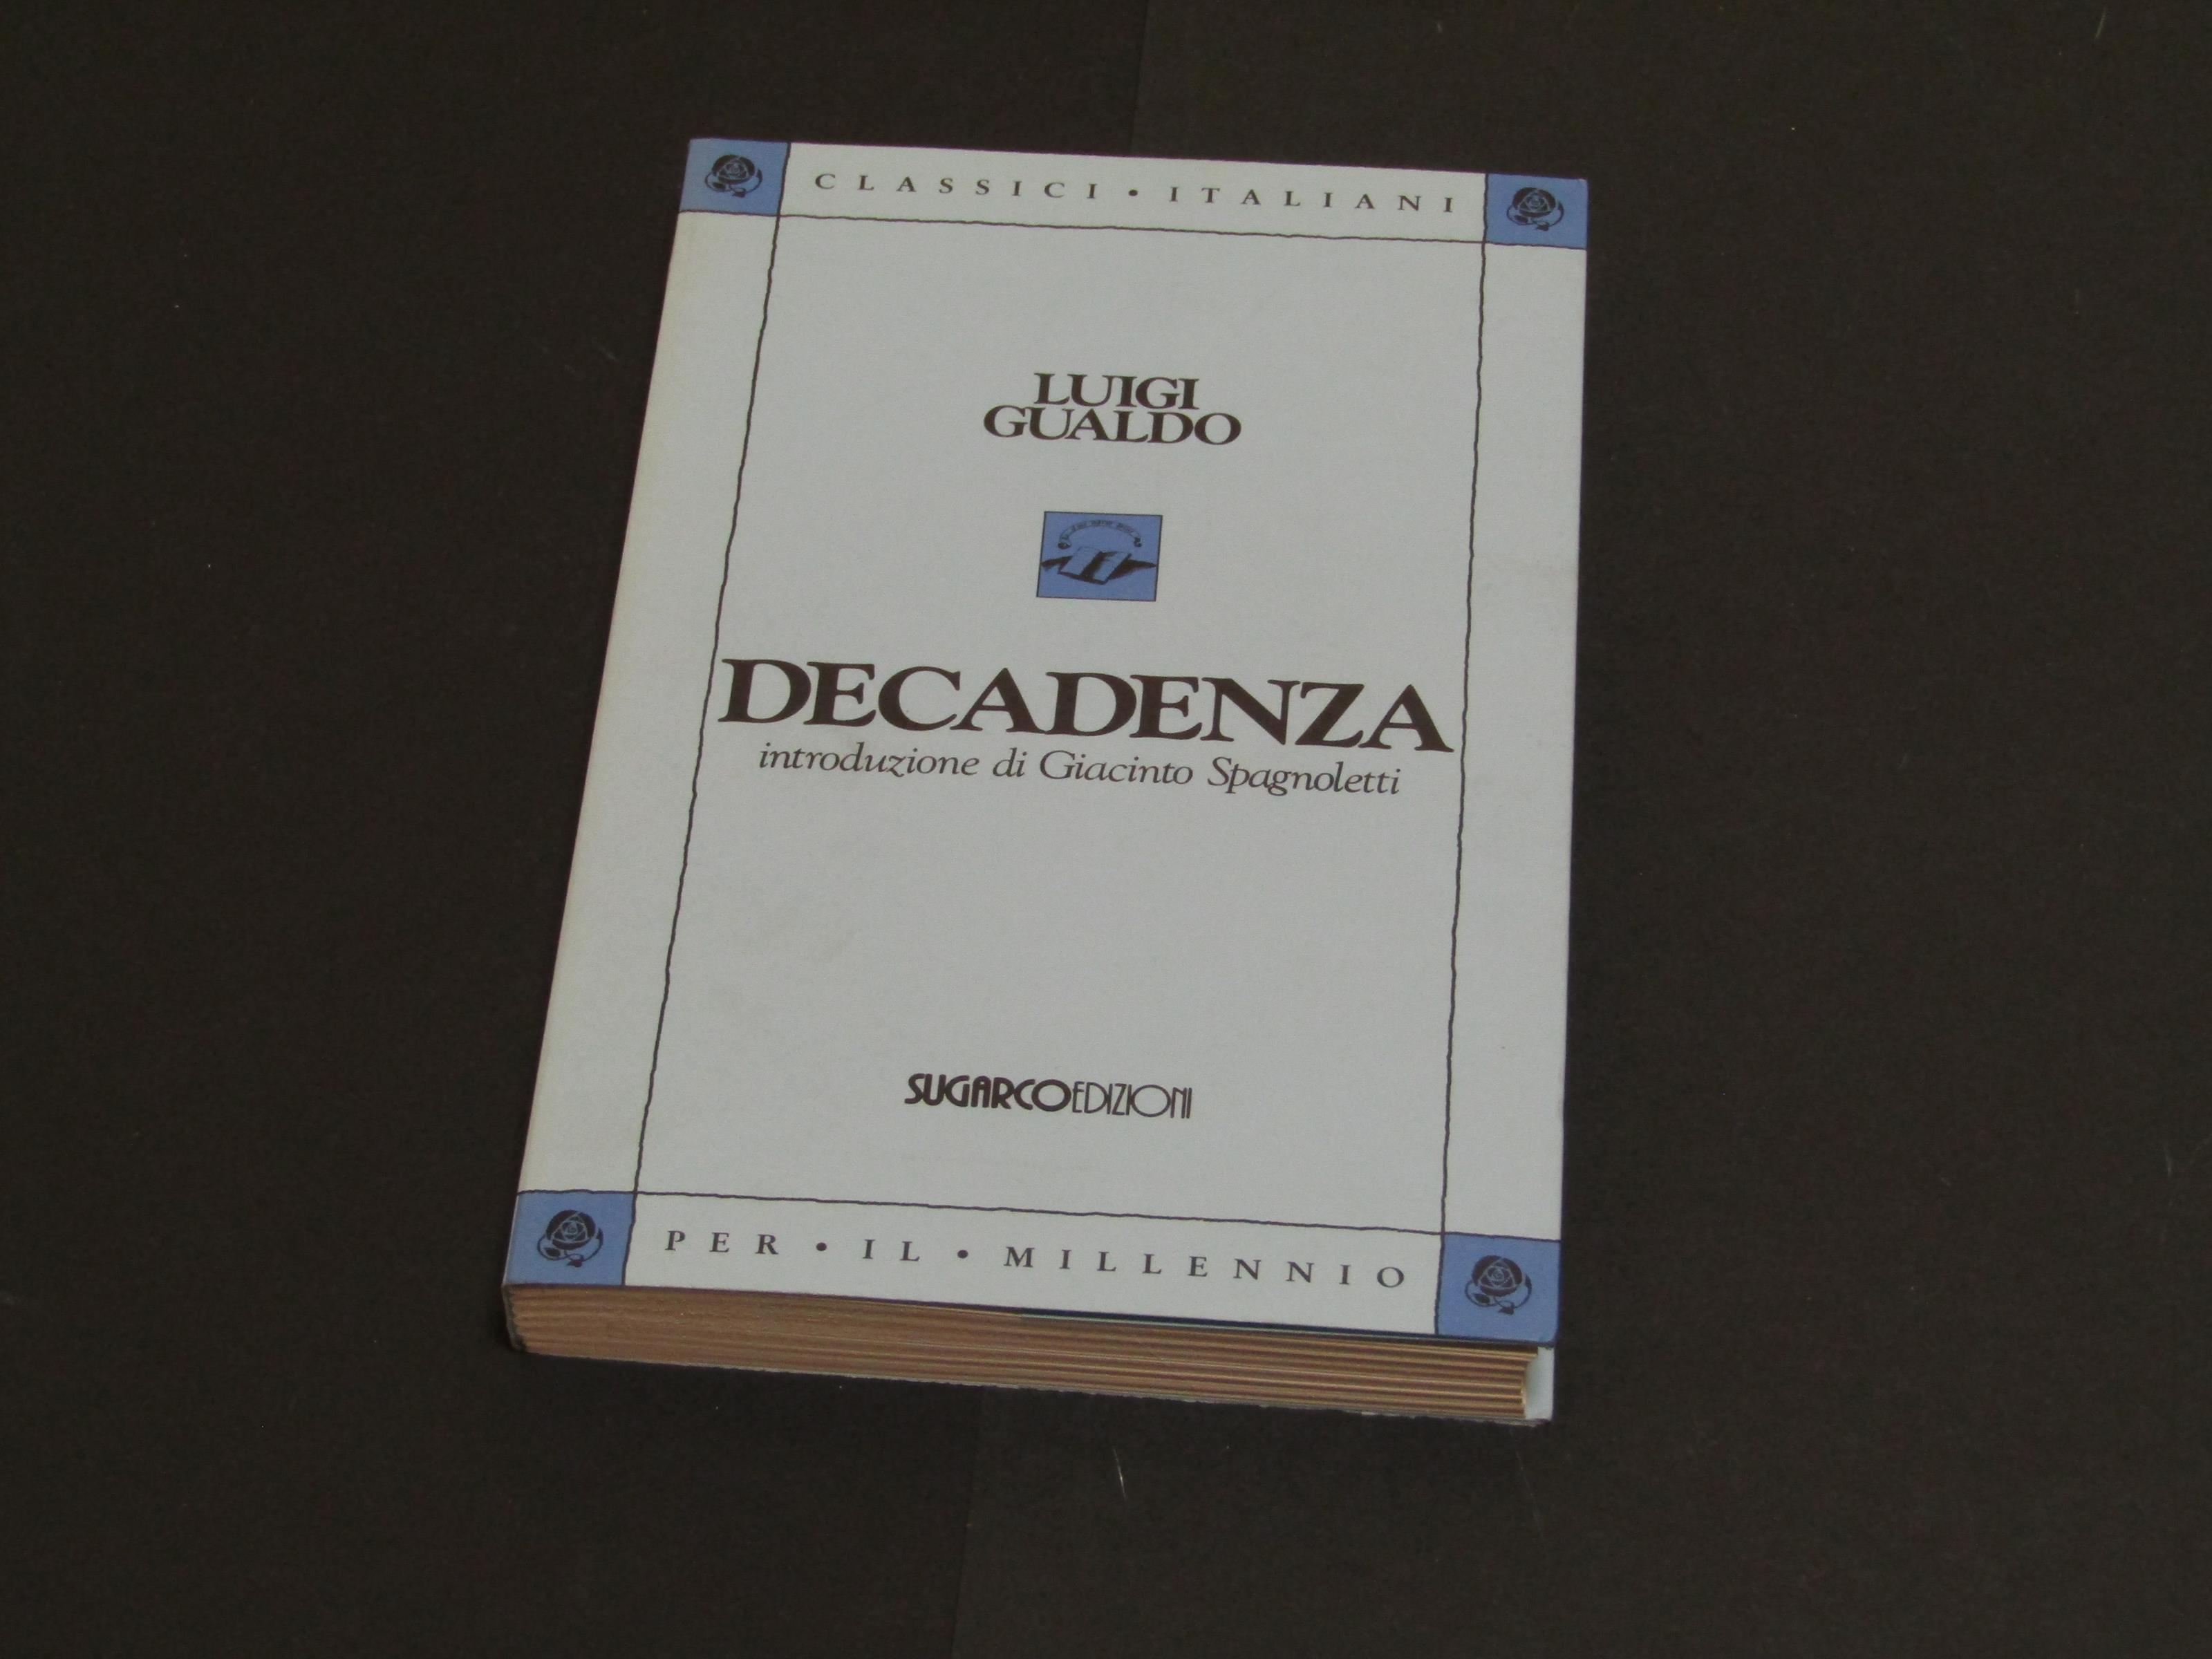 CLASSICI • ITALIANI
LUIGI
GUALDO
DECADENZA
introduzione di Giacinto Spagnoletti
SUGARCOEDIZIONI
PER • IL • MILLENNIO